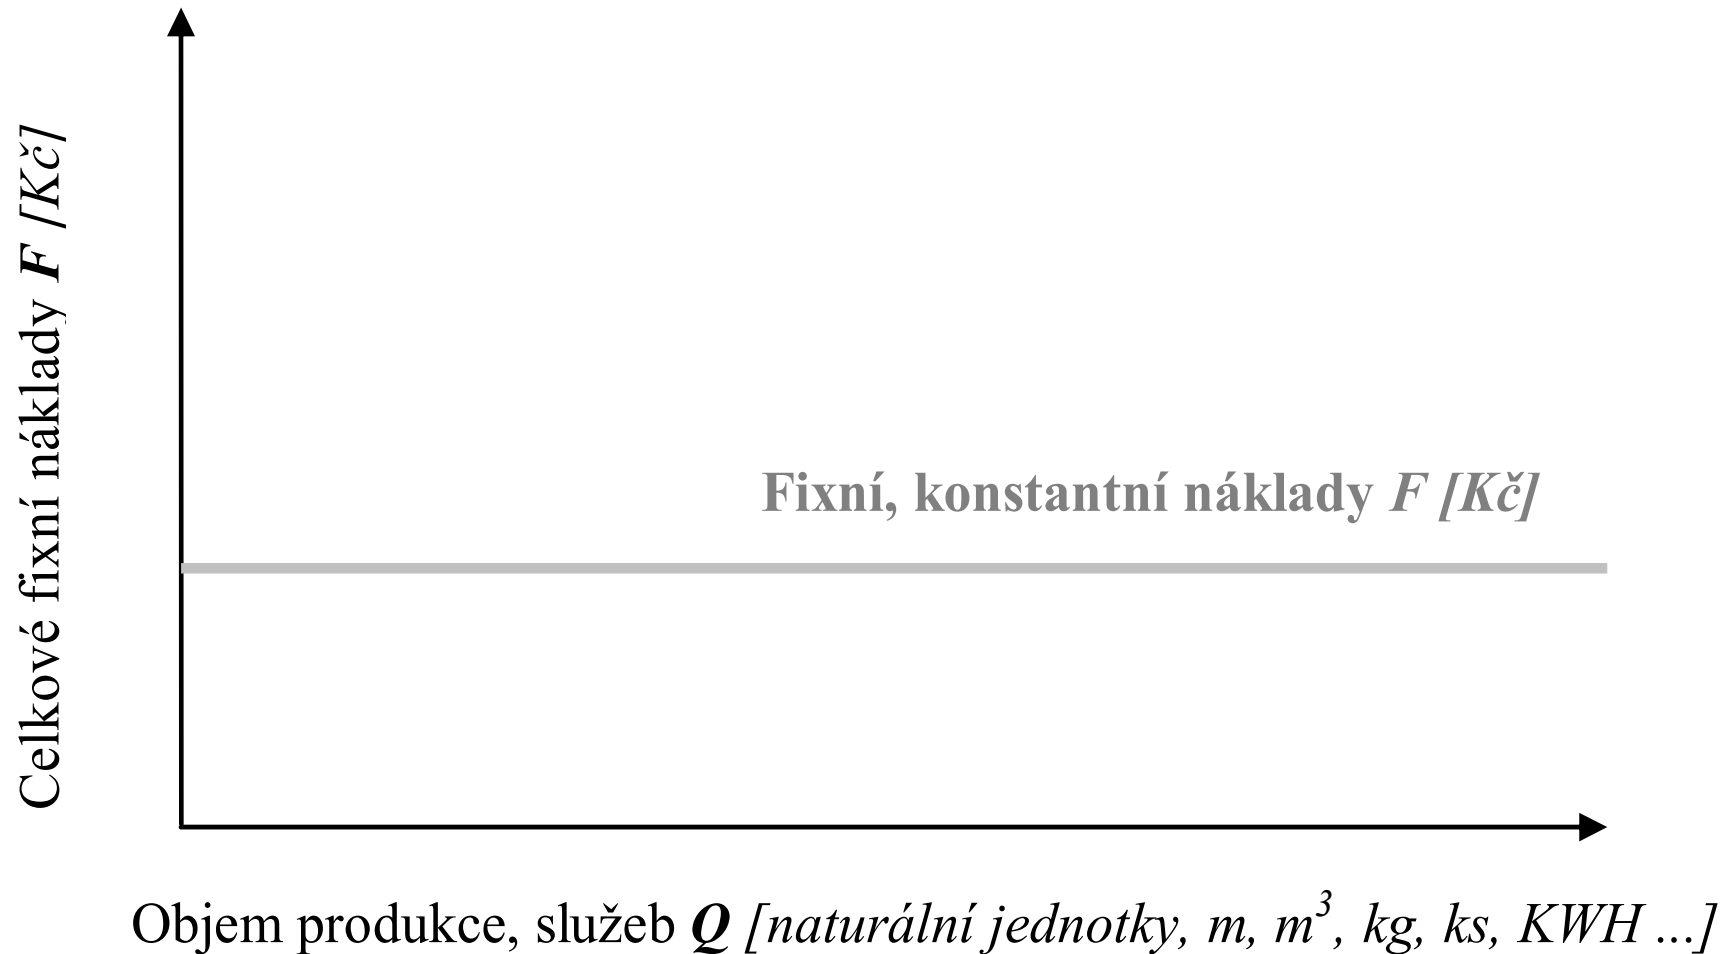 Celkové fixní náklady F [Kč]
Fixní, konstantní náklady F [Kč]
Objem produkce, služeb Q [naturální jednotky, m, m³, kg, ks, KWH ...]